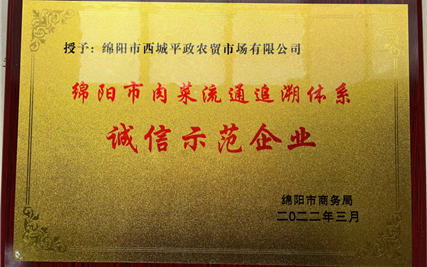 授予：绵阳市西城平政农贸市场有限公司
绵阳市肉菜流通追溯体系
诚信示范企业
绵阳市商务局
二〇二二年三月